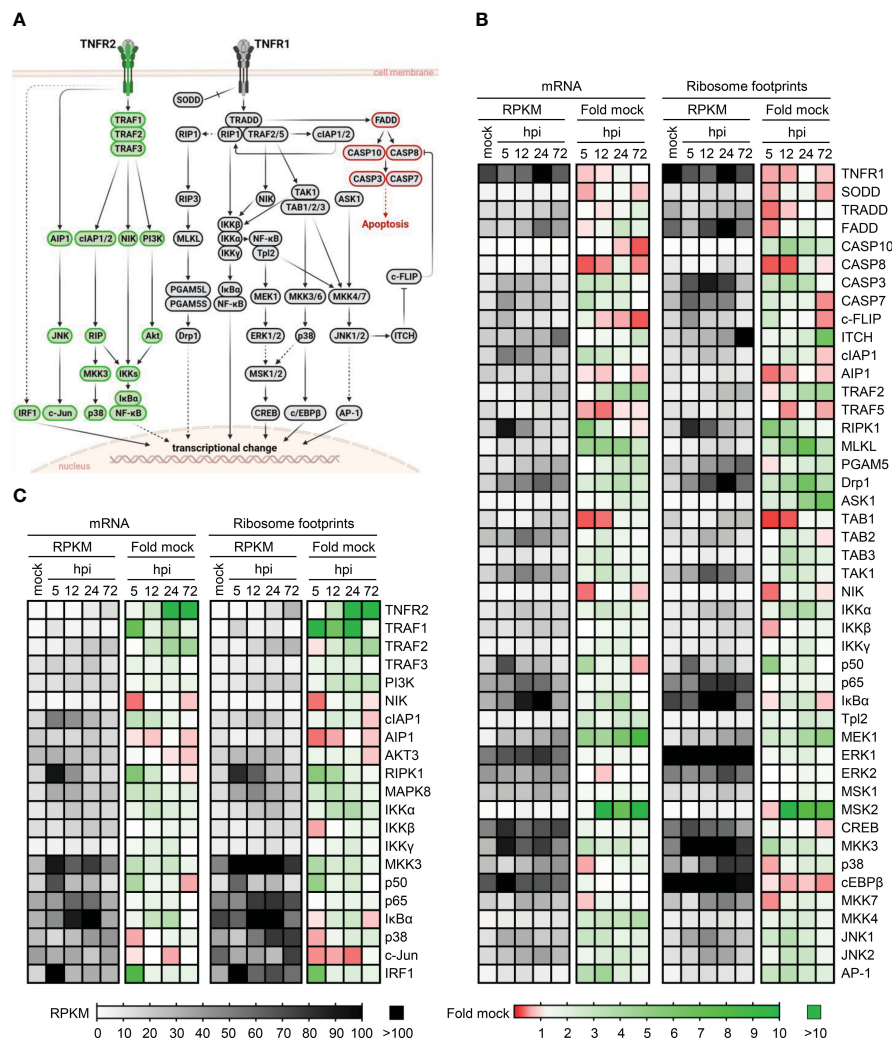 A
TNFR2
TNFR1
cell membrane
SODD
TRAF1
TRAF2
TRAF3
TRADD
FADD
RIP1
RIP1
TRAF2/5
cIAP1/2
CASP10
CASP8
CASP3
CASP7
Apoptosis
TAK1
TAB1/2/3
NIK
ASK1
RIP3
AIP1
cIAP1/2
NIK
PI3K
MLKL
IKKβ
IKKα
IKKγ
NF-κB
Tpl2
c-FLIP
PGAM5L
PGAM5S
IκBα
NF-κB
MEK1
MKK3/6
MKK4/7
JNK
RIP
Akt
Drp1
ERK1/2
p38
JNK1/2
ITCH
MKK3
IKKs
MSK1/2
IκBα
NF-κB
IRF1
c-Jun
p38
CREB
c/EBPβ
AP-1
transcriptional change
nucleus
B
mRNA
Ribosome footprints
RPKM
Fold mock
RPKM
Fold mock
hpi
hpi
mock 5 12 24 72
5 12 24 72
mock 5 12 24 72
5 12 24 72
TNFR1
SODD
TRADD
FADD
CASP10
CASP8
CASP3
CASP7
c-FLIP
ITCH
cIAP1
AIP1
TRAF2
TRAF5
RIPK1
MLKL
PGAM5
Drp1
ASK1
TAB1
TAB2
TAB3
TAK1
NIK
IKKα
IKKβ
IKKγ
p50
p65
IκBα
Tpl2
MEK1
ERK1
ERK2
MSK1
MSK2
CREB
MKK3
p38
cEBPβ
MKK7
MKK4
JNK1
JNK2
AP-1
C
mRNA
Ribosome footprints
RPKM
Fold mock
RPKM
Fold mock
hpi
hpi
mock 5 12 24 72
5 12 24 72
mock 5 12 24 72
5 12 24 72
TNFR2
TRAF1
TRAF2
TRAF3
PI3K
NIK
cIAP1
AIP1
AKT3
RIPK1
MAPK8
IKKα
IKKβ
IKKγ
MKK3
p50
p65
IκBα
p38
c-Jun
IRF1
RPKM
0 10 20 30 40 50 60 70 80 90 100 >100
Fold mock
1 2 3 4 5 6 7 8 9 10 >10